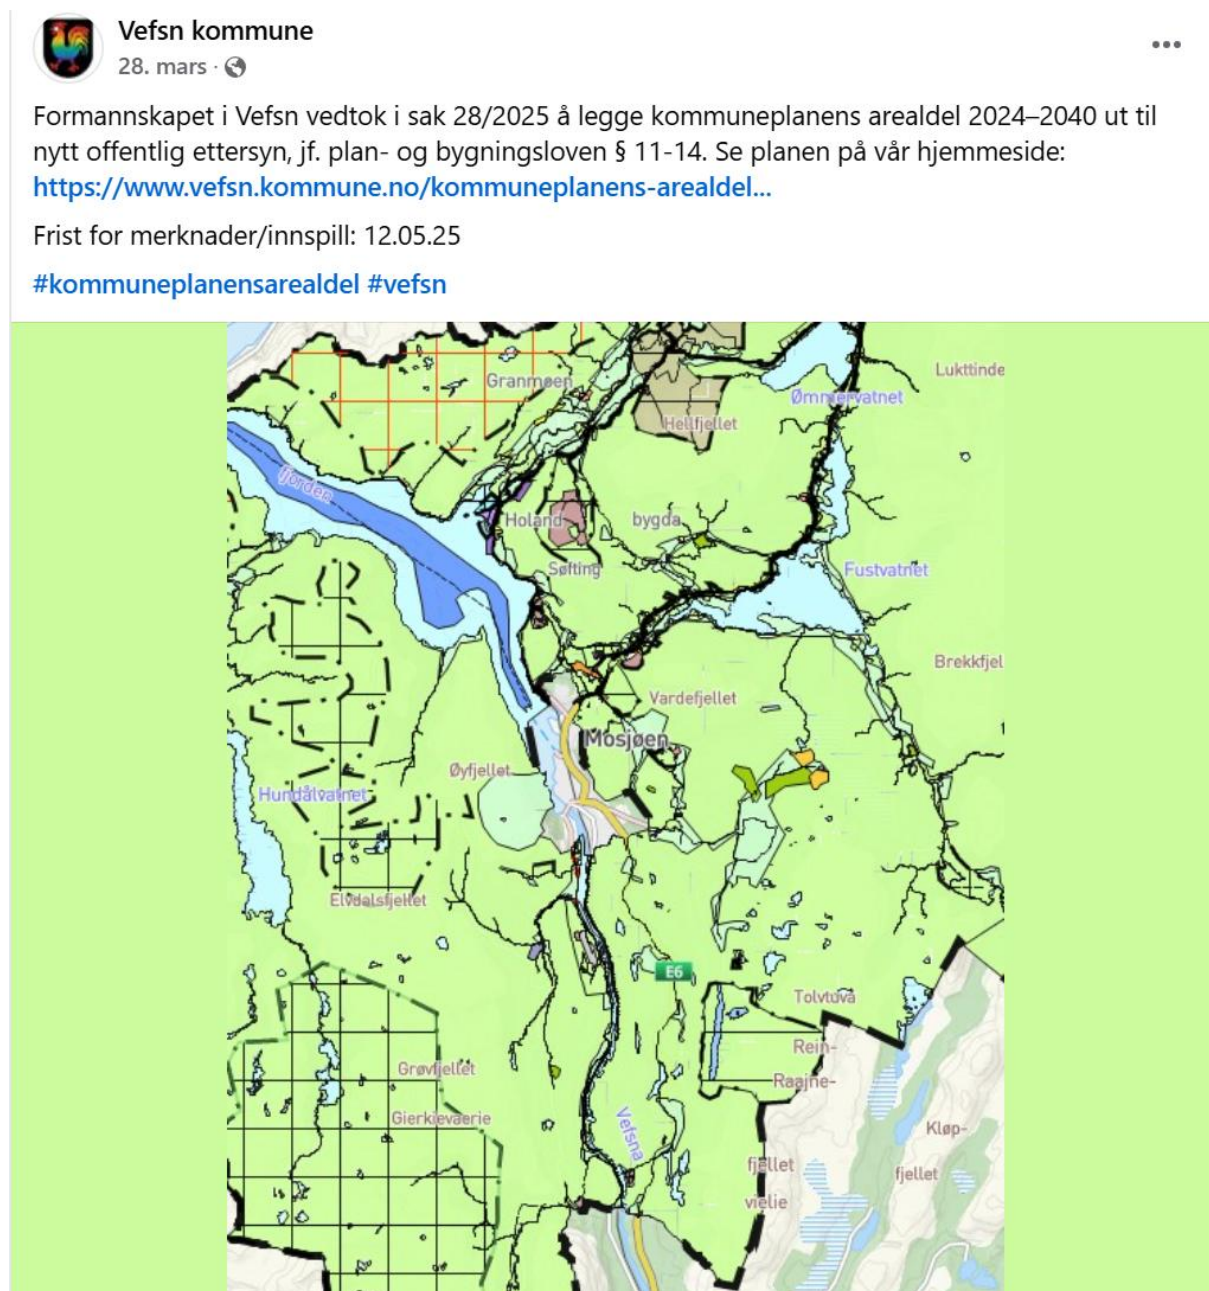 Vefsn kommune
28. mars ·
Formannskapet i Vefsn vedtok i sak 28/2025 å legge kommuneplanens arealdel 2024–2040 ut til
nytt offentlig ettersyn, jf. plan- og bygningsloven § 11-14. Se planen på vår hjemmeside:
https://www.vefsn.kommune.no/kommuneplanens-arealdel...
Frist for merknader/innspill: 12.05.25
#kommuneplanensarealdel #vefsn
Lukttinde
Granmoen
Ømmervatnet
Hellfjellet
fjorden
Holand
bygda
Søfting
Fustvatnet
Brekkfjel
Vardefjellet
Mosjøen
Øyfjellet
Hundålvatnet
Elvdalsfjellet
E6
Tolvtuva
Rein-
Grøvfjellet
Raajne-
Gierkievaerie
Vefsna
Kløp-
fjellet
fjellet
vielie